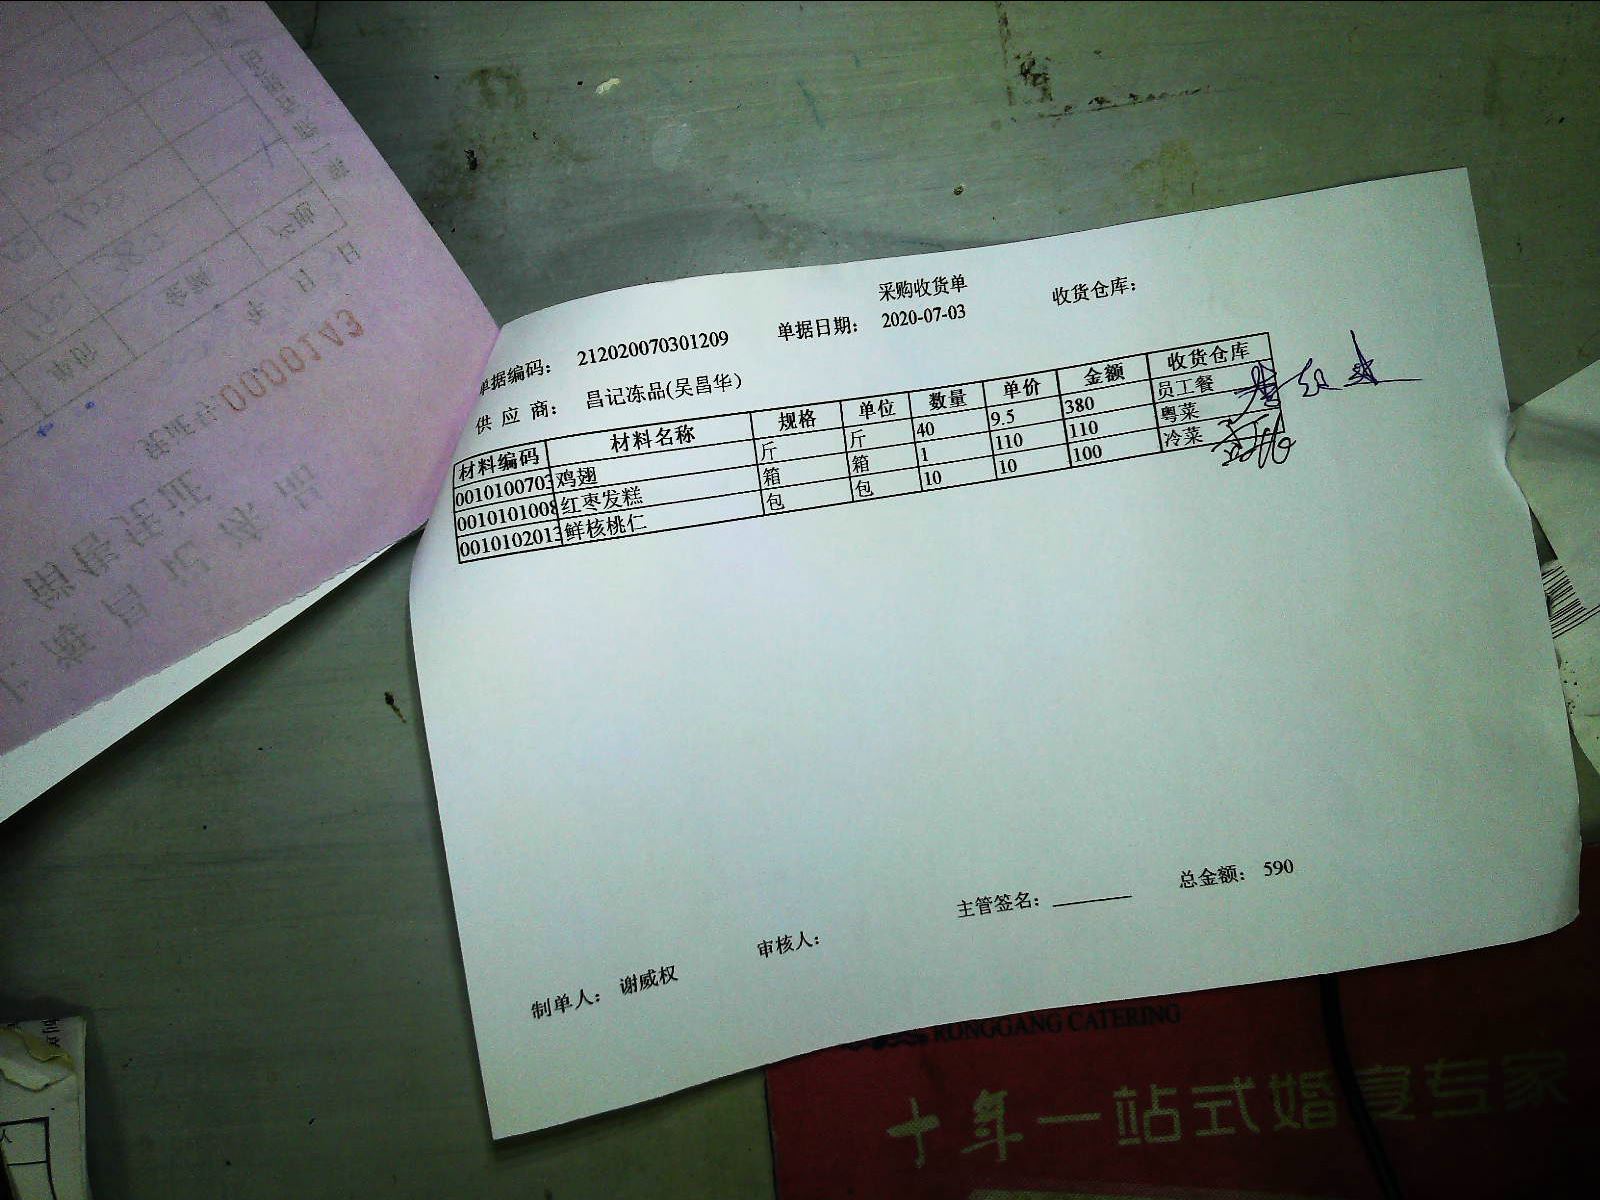 采购收货单
单据编码： 212020070301209 单据日期： 2020-07-03 收货仓库：
供 应 商： 昌记冻品(吴昌华)
材料编码 材料名称 规格 单位 数量 单价 金额 收货仓库
001010070 鸡翅 斤 斤 40 9.5 380 员工餐
0010101008 红枣发糕 箱 箱 1 110 110 粤菜
001010201 鲜核桃仁 包 包 10 10 100 冷菜
制单人： 谢威权 审核人： 主管签名： 总金额： 590
0000143
RONGGANG CATERING
十年一站式婚宴专家